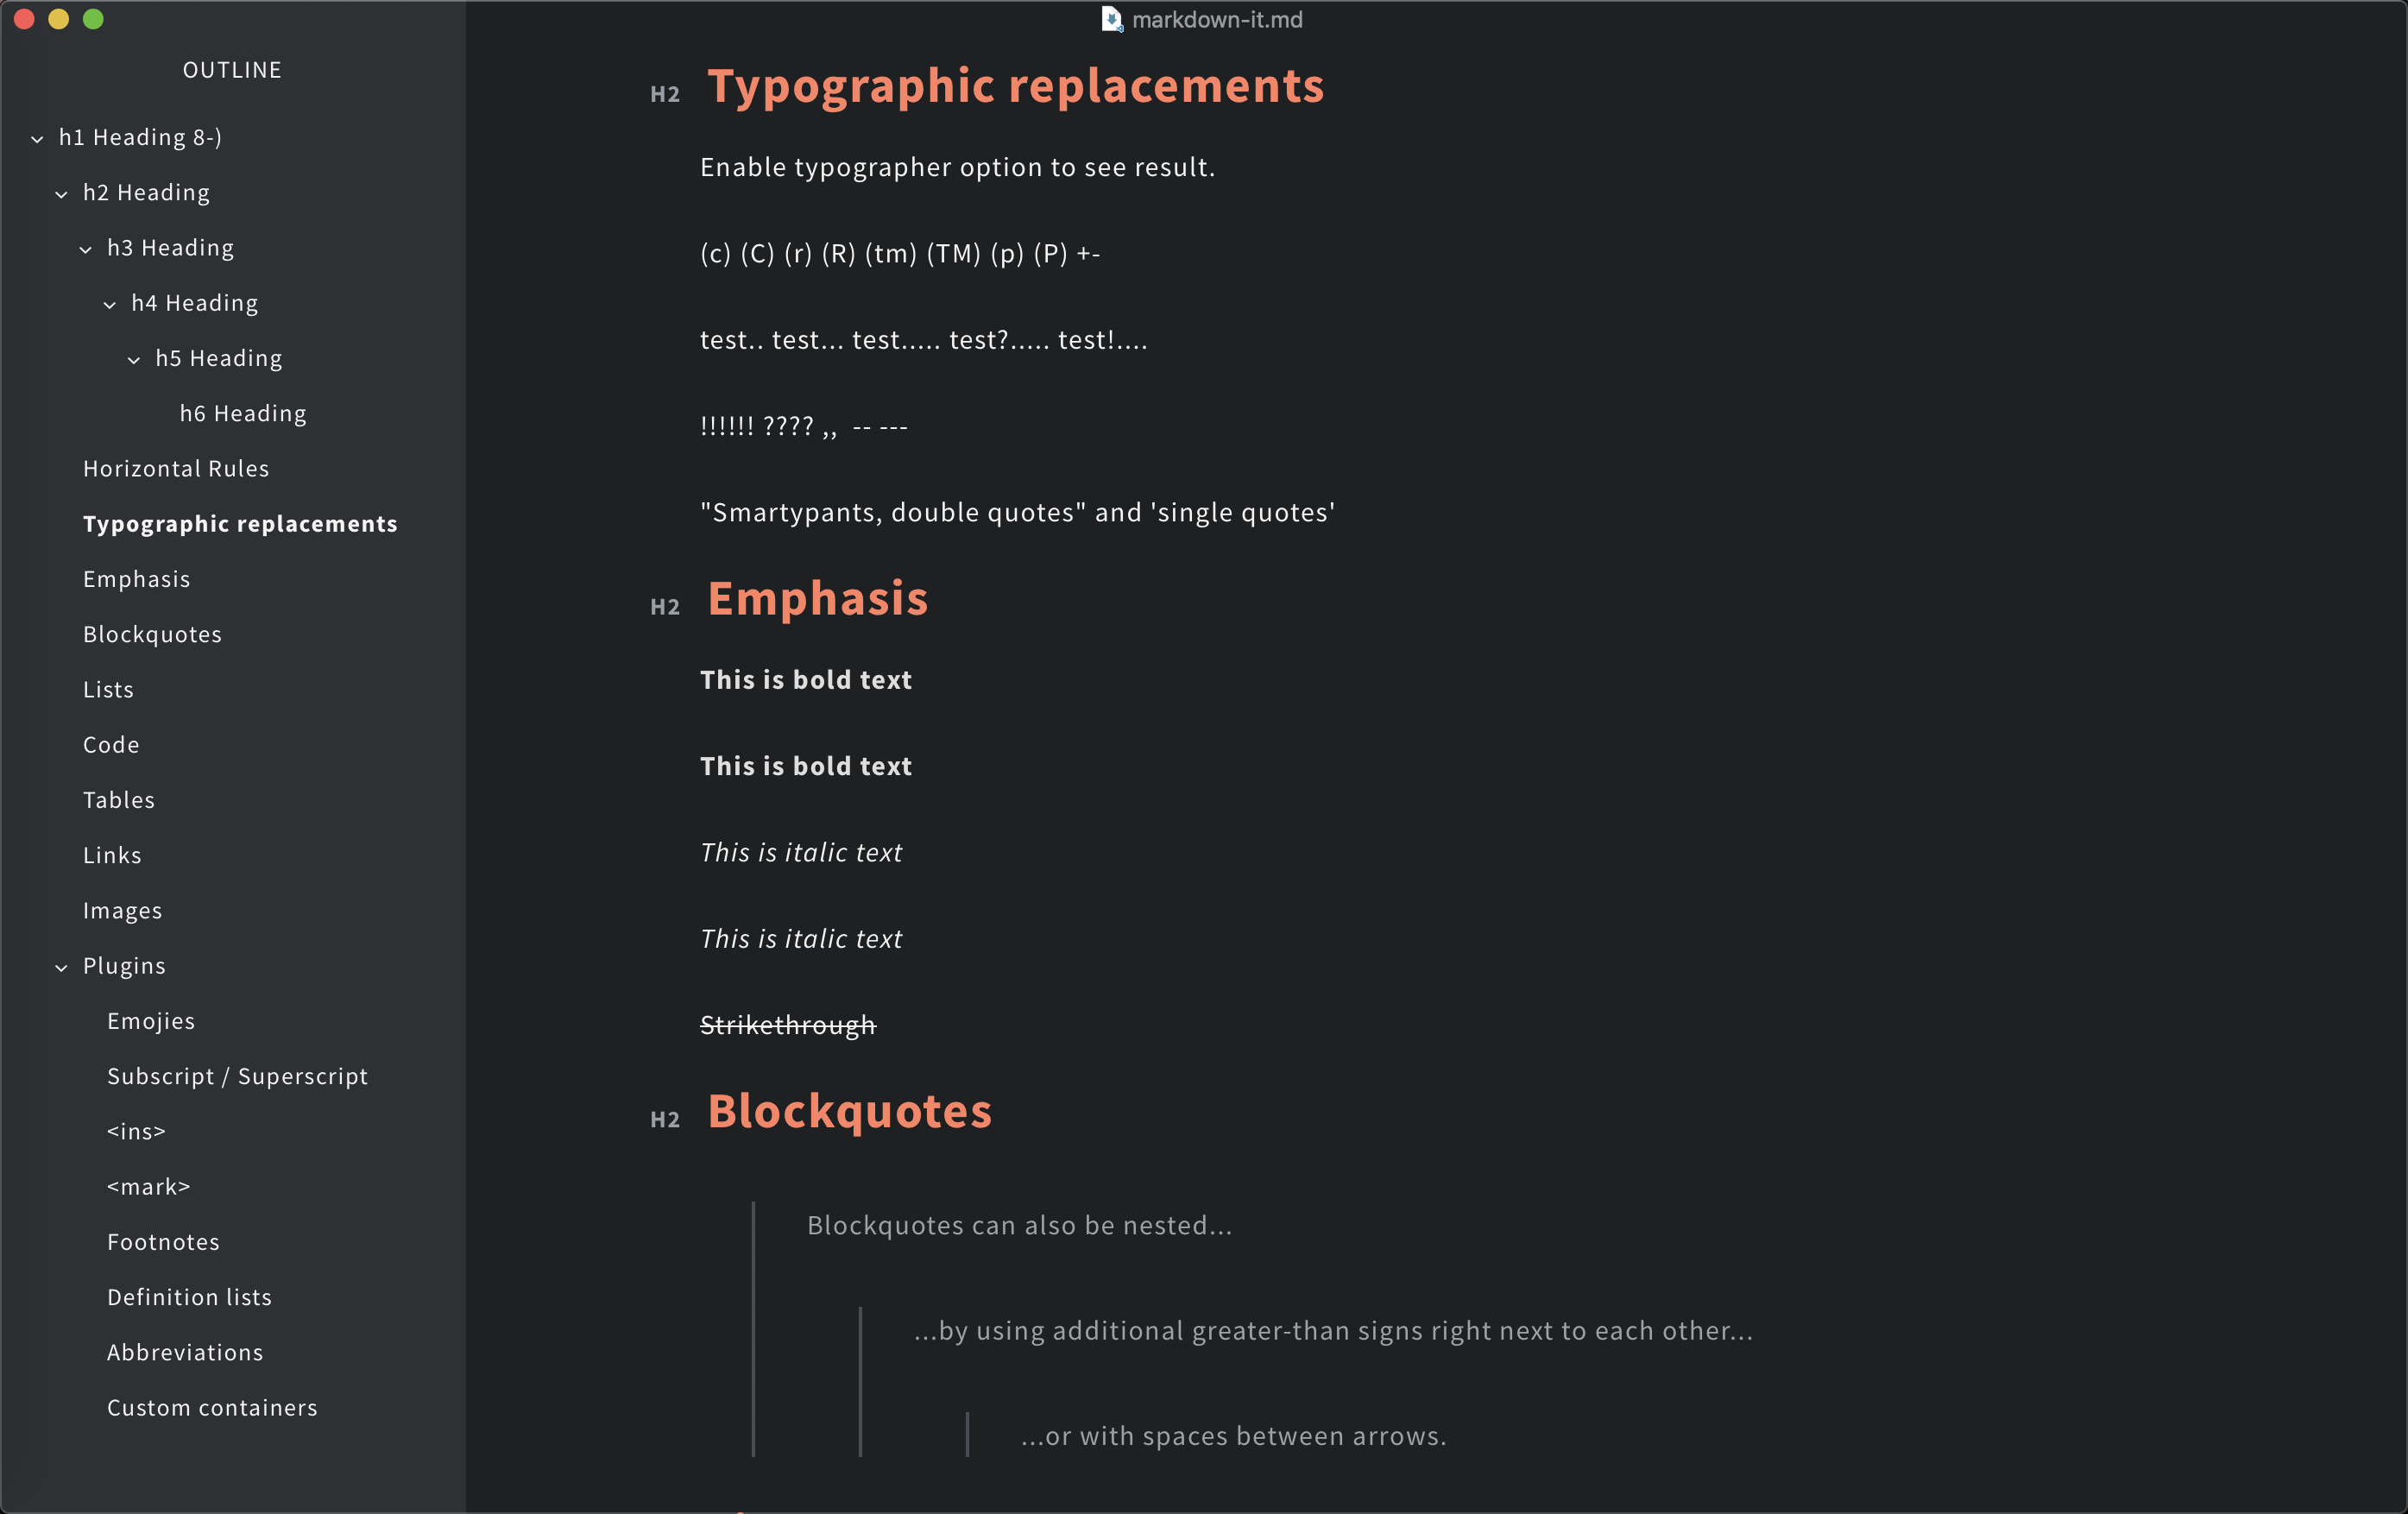 markdown-it.md
OUTLINE
h1 Heading 8-)
h2 Heading
h3 Heading
h4 Heading
h5 Heading
h6 Heading
Horizontal Rules
Typographic replacements
Emphasis
Blockquotes
Lists
Code
Tables
Links
Images
Plugins
Emojies
Subscript / Superscript
<ins>
<mark>
Footnotes
Definition lists
Abbreviations
Custom containers
H2 Typographic replacements
Enable typographer option to see result.
(c) (C) (r) (R) (tm) (TM) (p) (P) +-
test.. test... test..... test?..... test!....
!!!!!! ???? ,,  -- ---
"Smartypants, double quotes" and 'single quotes'
H2 Emphasis
This is bold text
This is bold text
This is italic text
This is italic text
Strikethrough
H2 Blockquotes
Blockquotes can also be nested...
...by using additional greater-than signs right next to each other...
...or with spaces between arrows.